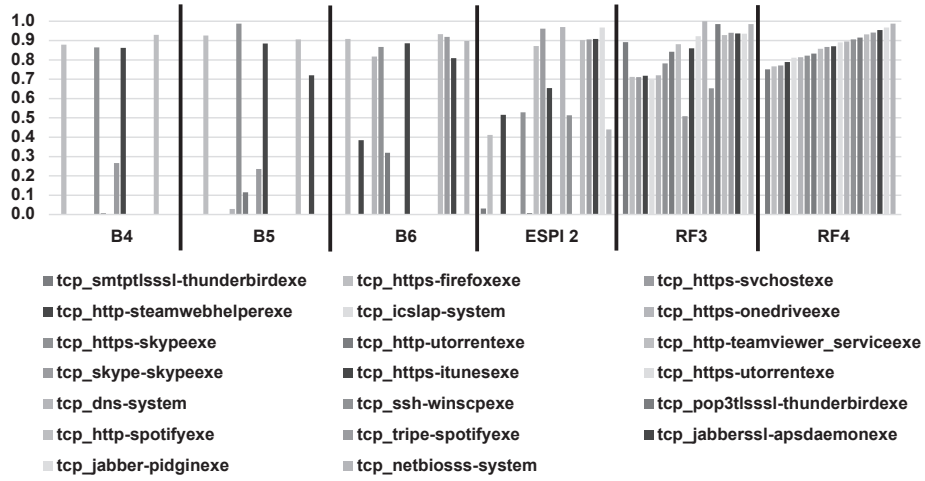 1.0
0.9
0.8
0.7
0.6
0.5
0.4
0.3
0.2
0.1
0.0
B4 B5 B6 ESPI 2 RF3 RF4
tcp_smtptlsssl-thunderbirdexe tcp_https-firefoxexe tcp_https-svchostexe
tcp_http-steamwebhelperexe tcp_icslap-system tcp_https-onedriveexe
tcp_https-skypeexe tcp_http-utorrentexe tcp_http-teamviewer_serviceexe
tcp_skype-skypeexe tcp_https-itunesexe tcp_https-utorrentexe
tcp_dns-system tcp_ssh-winscpexe tcp_pop3tlsssl-thunderbirdexe
tcp_http-spotifyexe tcp_tripe-spotifyexe tcp_jabberssl-apsdaemonexe
tcp_jabber-pidginexe tcp_netbiosss-system